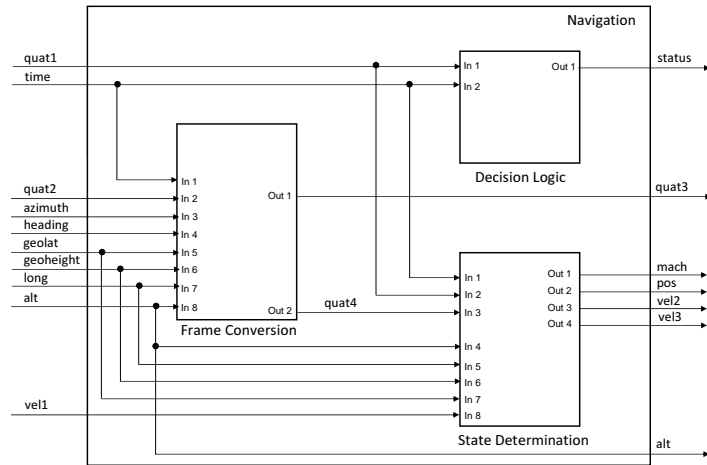 Navigation
quat1
time
In 1
In 2
Out 1
status
Decision Logic
quat2
azimuth
heading
geolat
geoheight
long
alt
In 1
In 2
In 3
In 4
In 5
In 6
In 7
In 8
Out 1
Out 2
Frame Conversion
quat3
quat4
In 1
In 2
In 3
In 4
In 5
In 6
In 7
In 8
Out 1
Out 2
Out 3
Out 4
mach
pos
vel2
vel3
State Determination
vel1
alt